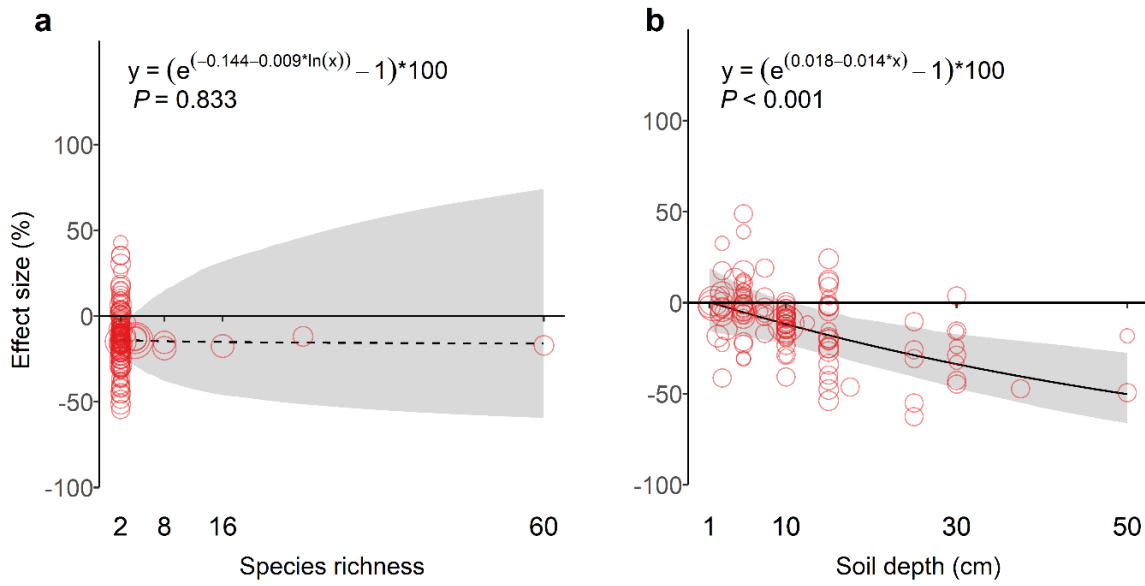 a
y = (e^(−0.144−0.009*ln(x)) − 1)*100
P = 0.833
Effect size (%)
100
50
0
-50
-100
2 8 16 60
Species richness
b
y = (e^(0.018−0.014*x) − 1)*100
P < 0.001
100
50
0
-50
-100
1 10 30 50
Soil depth (cm)